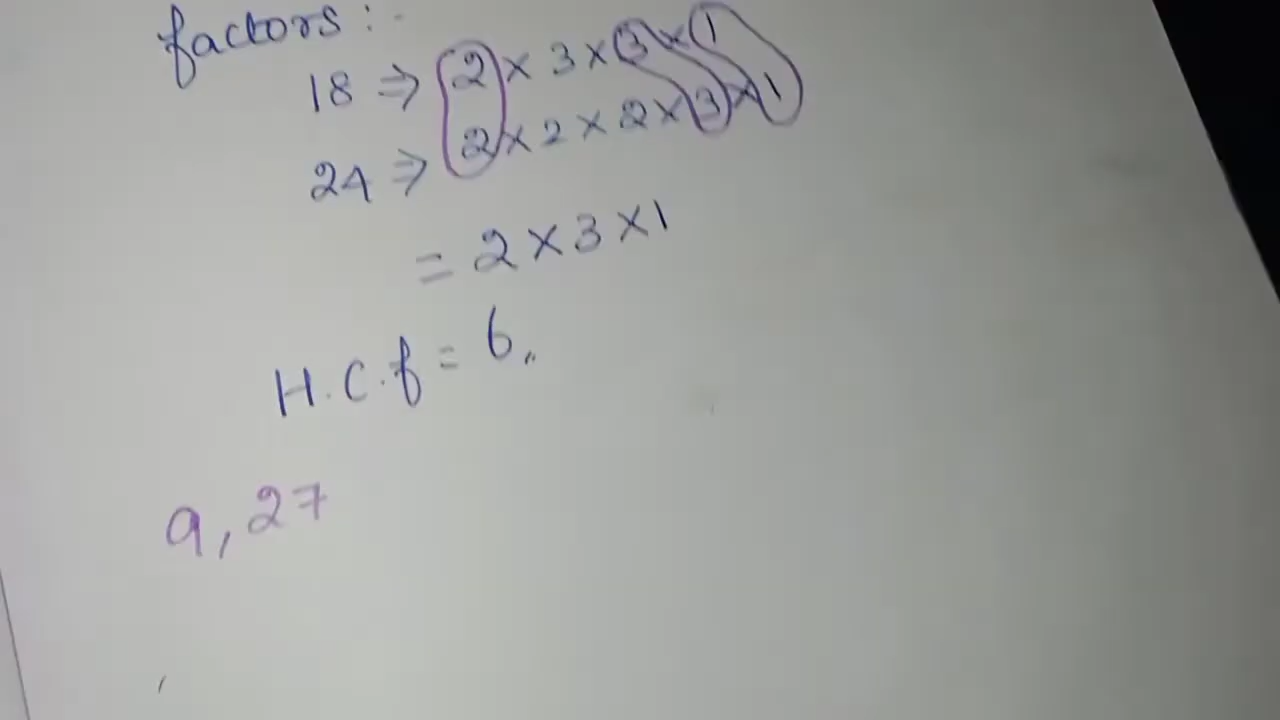 factors :-
18 ⇒ 2 × 3 × 3 × 1
24 ⇒ 2 × 2 × 2 × 3 × 1
= 2 × 3 × 1
H.C.f = 6,,
9, 27